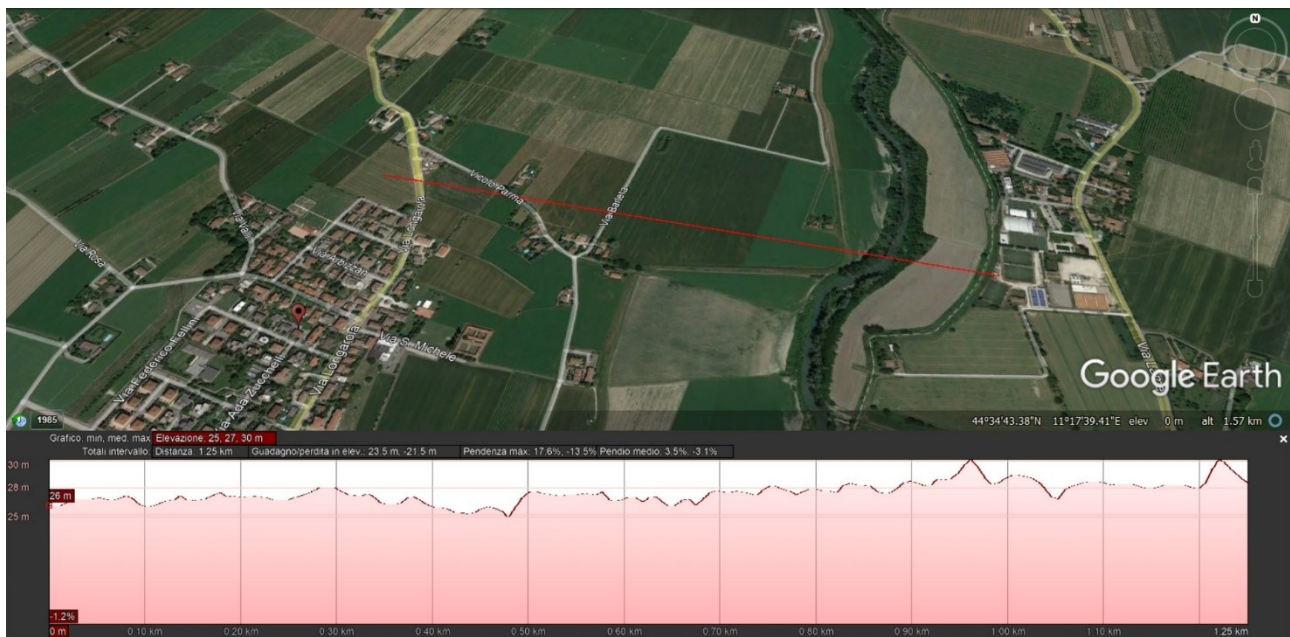 N
Via Valli
Via Rosa
Via Longarola
Vicolo Parma
Via Barleta
Via S. Michele
Via Longarola
Via Federico Fellini
Via Ada Zucchelli
Google Earth
1985
44°34'43.38"N 11°17'39.41"E elev 0 m alt 1.57 km
Grafico: min, med, max Elevazione: 25, 27, 30 m
Totali intervallo: Distanza: 1.25 km Guadagno/perdita in elev.: 23.5 m, -21.5 m Pendenza max: 17.6%, -13.5% Pendio medio: 3.5%, -3.1%
30 m
28 m
26 m
25 m
-1.2%
0 m 0.10 km 0.20 km 0.30 km 0.40 km 0.50 km 0.60 km 0.70 km 0.80 km 0.90 km 1.00 km 1.10 km 1.25 km